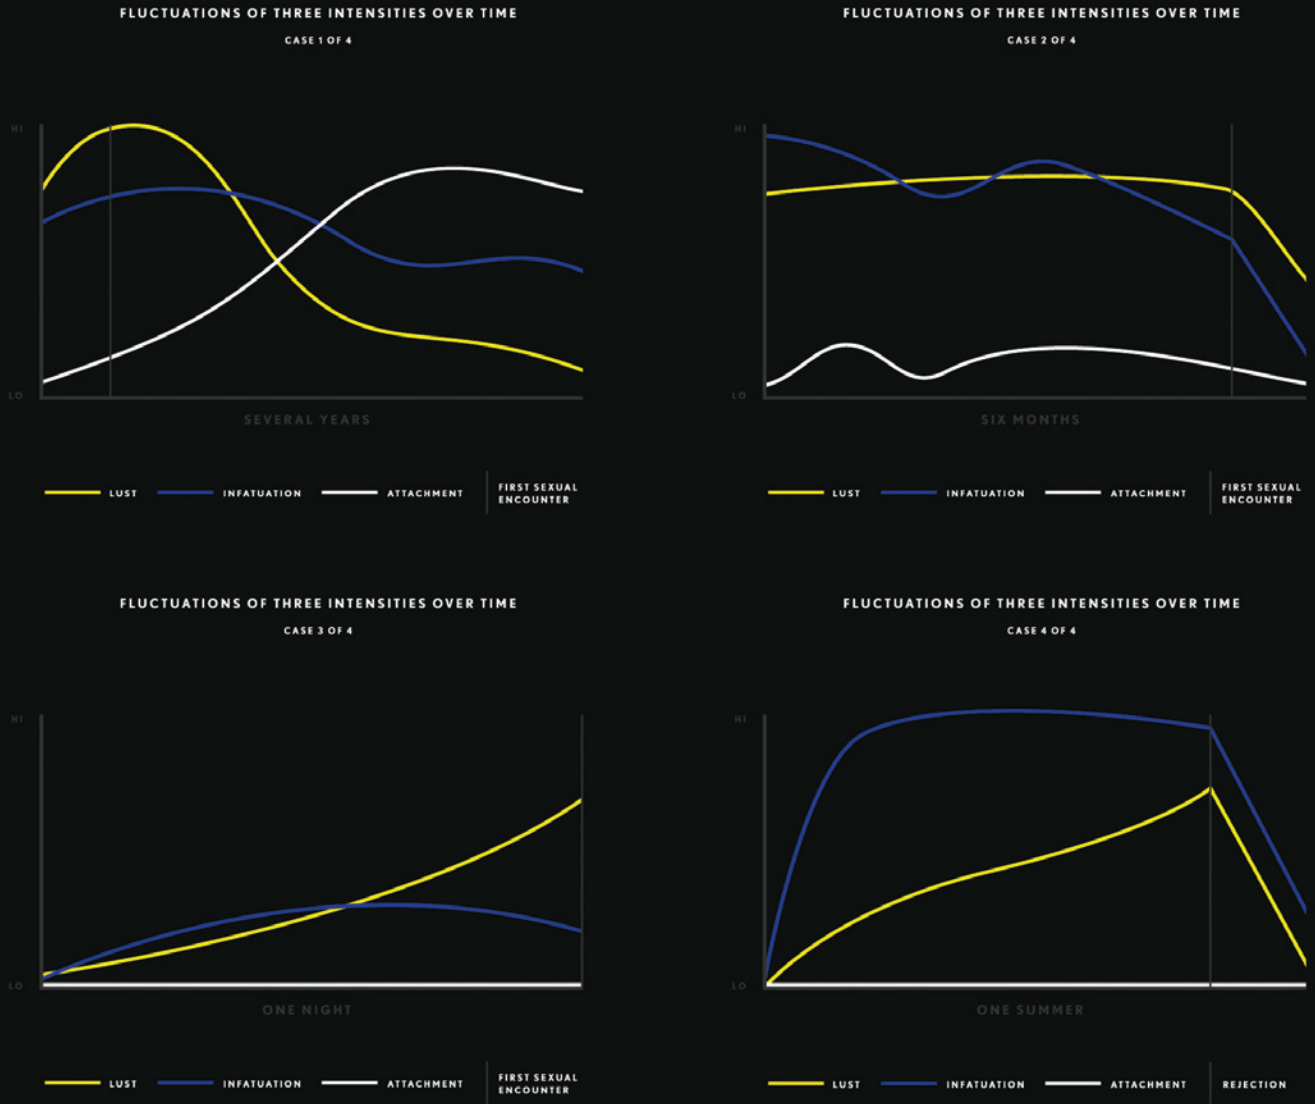 FLUCTUATIONS OF THREE INTENSITIES OVER TIME
CASE 1 OF 4
HI
LO
SEVERAL YEARS
LUST
INFATUATION
ATTACHMENT
FIRST SEXUAL
ENCOUNTER
FLUCTUATIONS OF THREE INTENSITIES OVER TIME
CASE 2 OF 4
HI
LO
SIX MONTHS
LUST
INFATUATION
ATTACHMENT
FIRST SEXUAL
ENCOUNTER
FLUCTUATIONS OF THREE INTENSITIES OVER TIME
CASE 3 OF 4
HI
LO
ONE NIGHT
LUST
INFATUATION
ATTACHMENT
FIRST SEXUAL
ENCOUNTER
FLUCTUATIONS OF THREE INTENSITIES OVER TIME
CASE 4 OF 4
HI
LO
ONE SUMMER
LUST
INFATUATION
ATTACHMENT
REJECTION